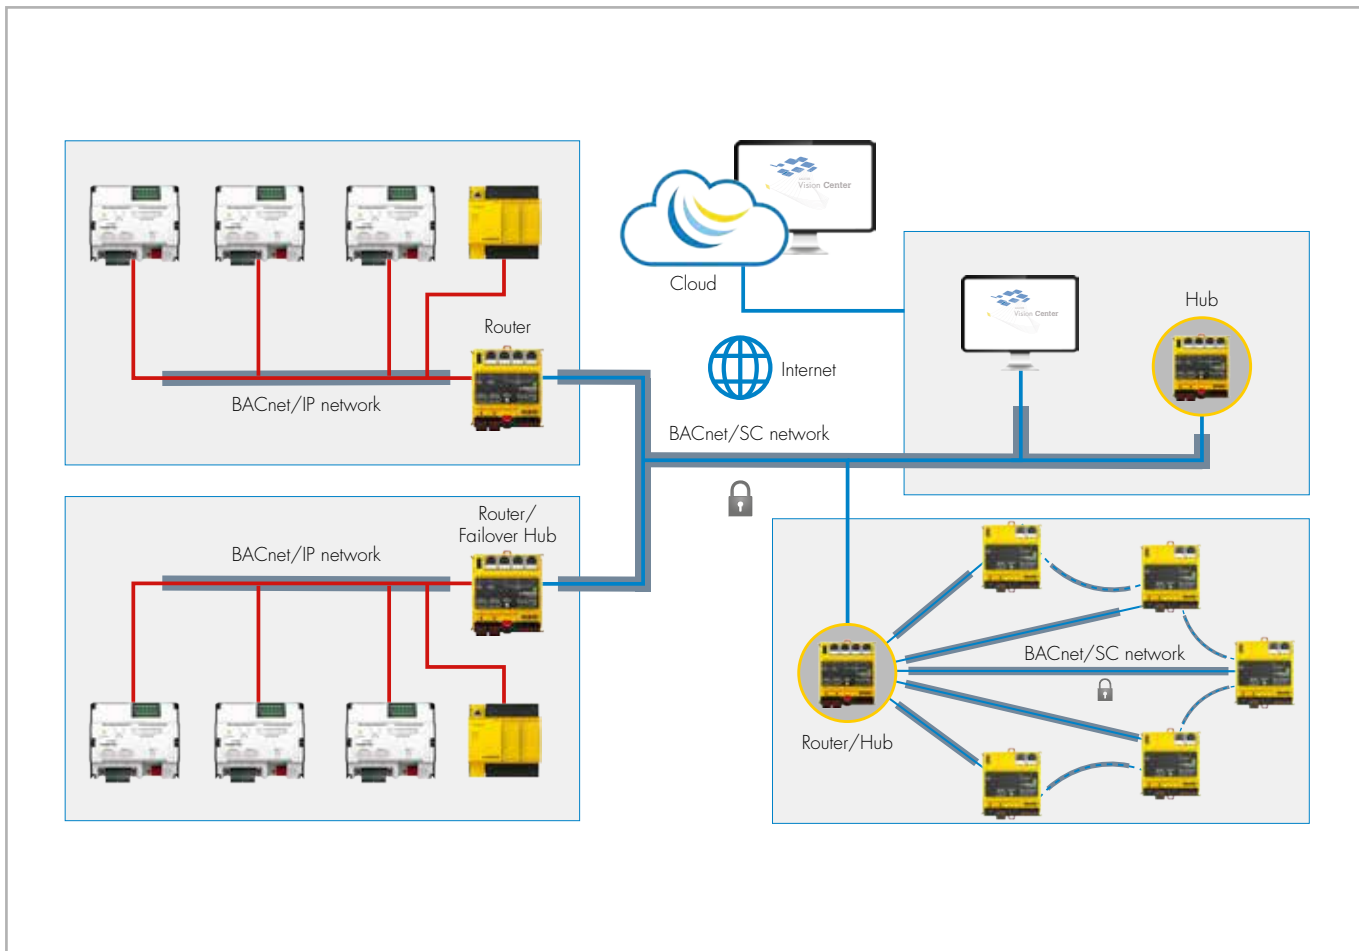 Vision Center
Cloud
Vision Center
Hub
Router
Internet
BACnet/IP network
BACnet/SC network
Router/
Failover Hub
BACnet/IP network
BACnet/SC network
Router/Hub